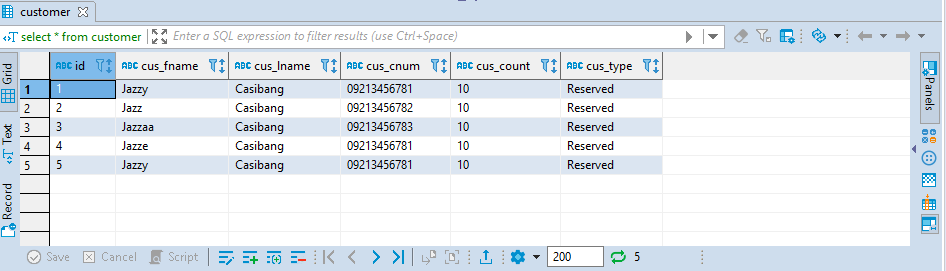 customer
select * from customer Enter a SQL expression to filter results (use Ctrl+Space)
Grid
Text
Record
Panels
ABC id ABC cus_fname ABC cus_lname ABC cus_cnum ABC cus_count ABC cus_type
1 1 Jazzy Casibang 09213456781 10 Reserved
2 2 Jazz Casibang 09213456782 10 Reserved
3 3 Jazzaa Casibang 09213456783 10 Reserved
4 4 Jazze Casibang 09213456781 10 Reserved
5 5 Jazzy Casibang 09213456781 10 Reserved
Save Cancel Script 200 5